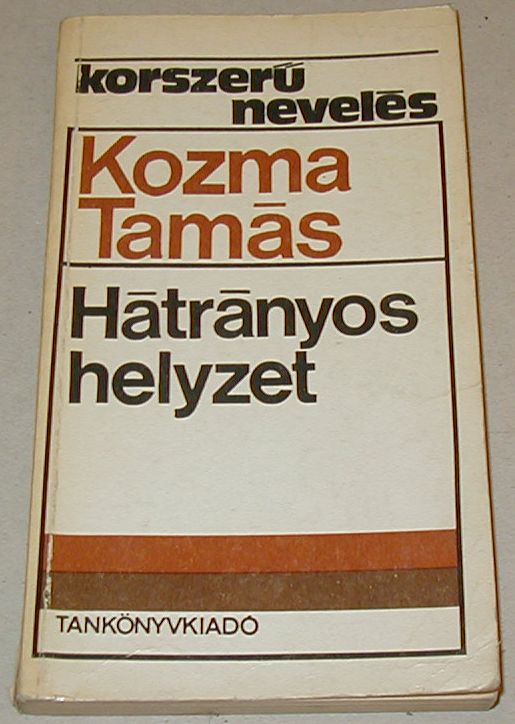 korszerű
nevelés
Kozma
Tamás
Hátrányos
helyzet
TANKÖNYVKIADÓ